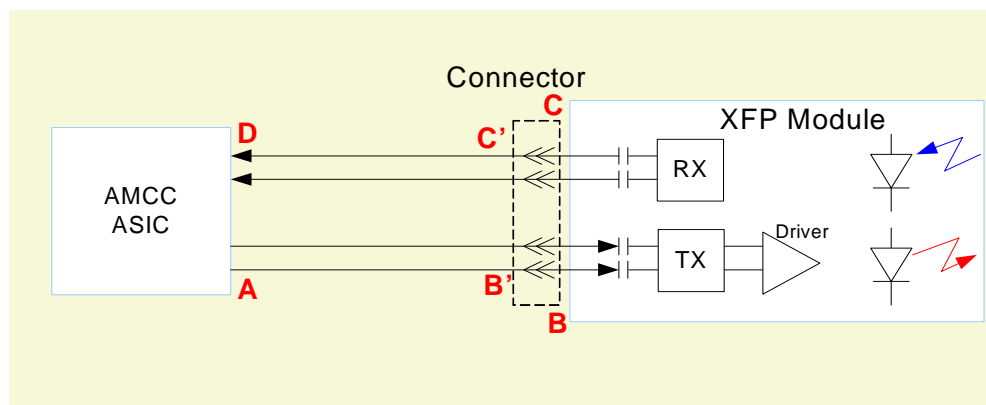 Connector
C
XFP Module
D
C’
RX
AMCC
ASIC
Driver
TX
A
B’
B